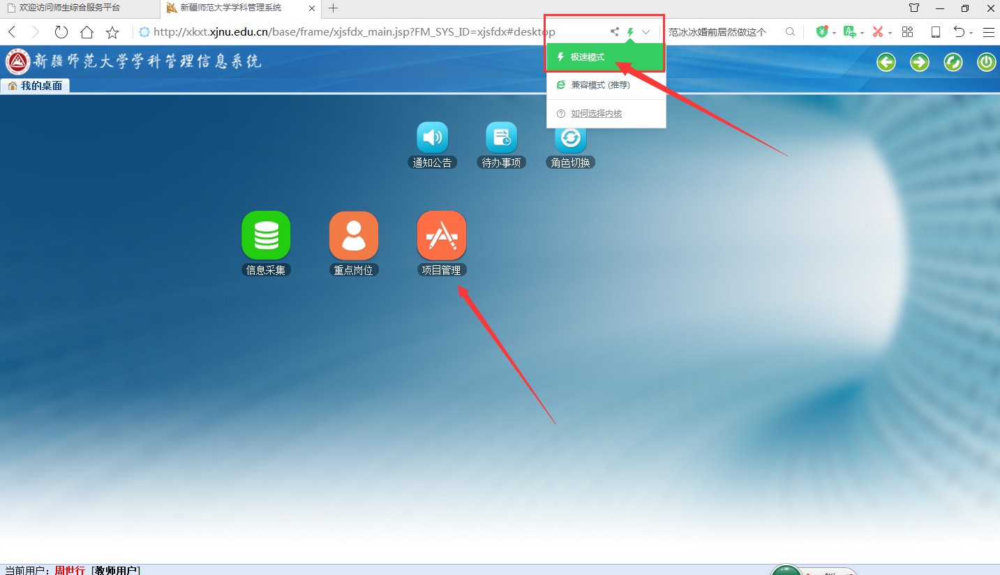 欢迎访问师生综合服务平台
新疆师范大学学科管理系统
http://xkxt.xjnu.edu.cn/base/frame/xjsfdx_main.jsp?FM_SYS_ID=xjsfdx#desktop
范冰冰婚前居然做这个
新疆师范大学学科管理信息系统
极速模式
我的桌面
兼容模式 (推荐)
如何选择内核
通知公告
待办事项
角色切换
信息采集
重点岗位
项目管理
当前用户: 周世行 [教师用户]